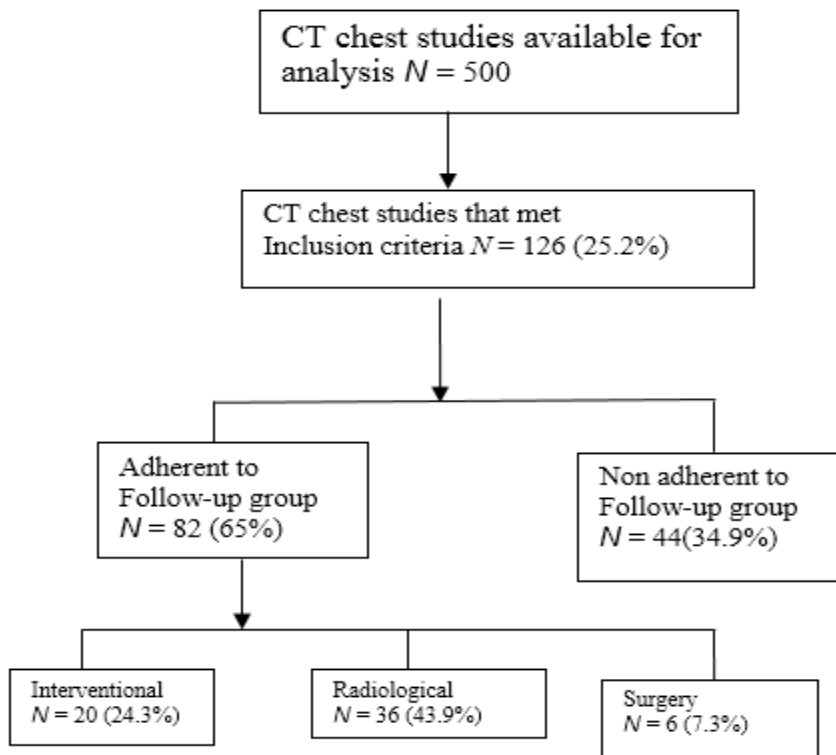 CT chest studies available for
analysis N = 500
CT chest studies that met
Inclusion criteria N = 126 (25.2%)
Adherent to
Follow-up group
N = 82 (65%)
Non adherent to
Follow-up group
N = 44(34.9%)
Interventional
N = 20 (24.3%)
Radiological
N = 36 (43.9%)
Surgery
N = 6 (7.3%)